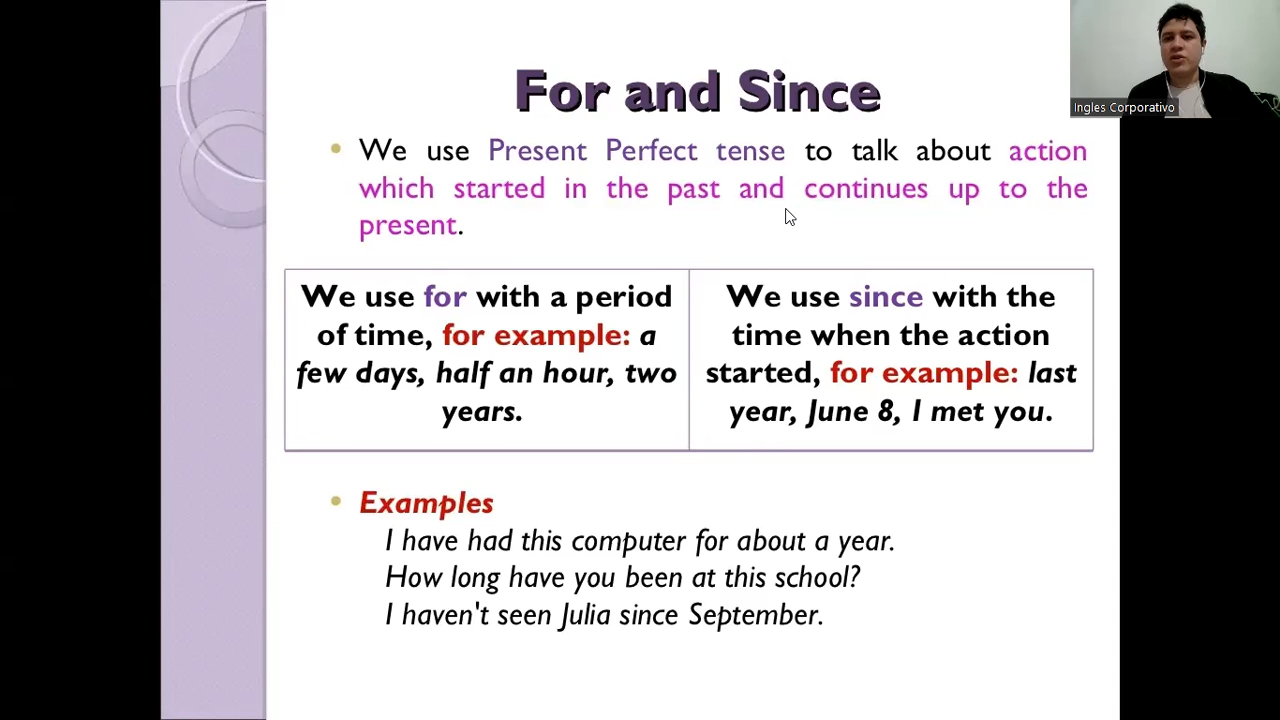 For and Since
Ingles Corporativo
• We use Present Perfect tense to talk about action
which started in the past and continues up to the
present.
We use for with a period
of time, for example: a
few days, half an hour, two
years.
We use since with the
time when the action
started, for example: last
year, June 8, I met you.
• Examples
I have had this computer for about a year.
How long have you been at this school?
I haven't seen Julia since September.